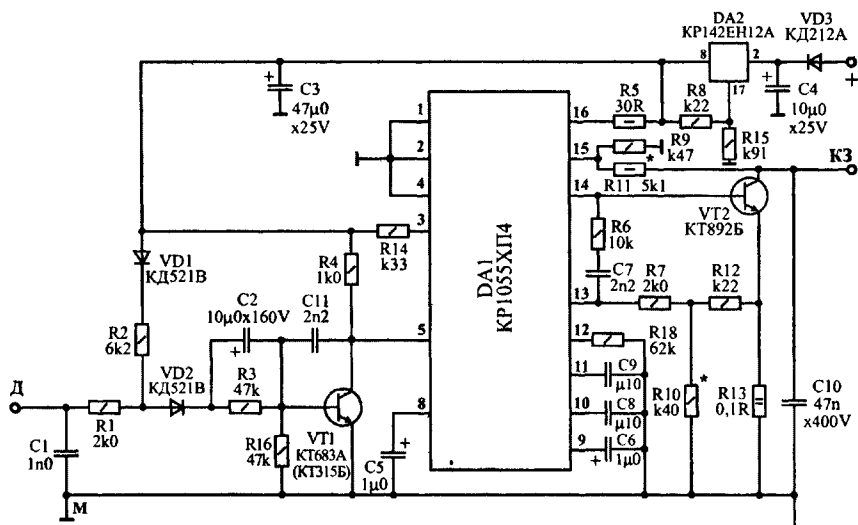 DA2
КР142ЕН12А
VD3
КД212А
8
2
17
+
+
C3
47µ0
x25V
+
C4
10µ0
x25V
R5
30R
R8
k22
R15
k91
1
2
4
3
5
8
DA1
КР1055ХП4
16
15
14
13
12
11
10
9
R9
k47
*
R11 5k1
КЗ
VT2
КТ892Б
R6
10k
C7
2n2
R7
2k0
R12
k22
VD1
КД521В
R4
1k0
R14
k33
C2
10µ0x160V
+
C11
2n2
R2
6k2
VD2
КД521В
R3
47k
Д
R1
2k0
C1
1n0
R16
47k
VT1
КТ683А
(КТ315Б)
+
C5
1µ0
R18
62k
C9
µ10
C8
µ10
C6
+
1µ0
R10
k40
*
R13
0,1R
C10
47n
x400V
М